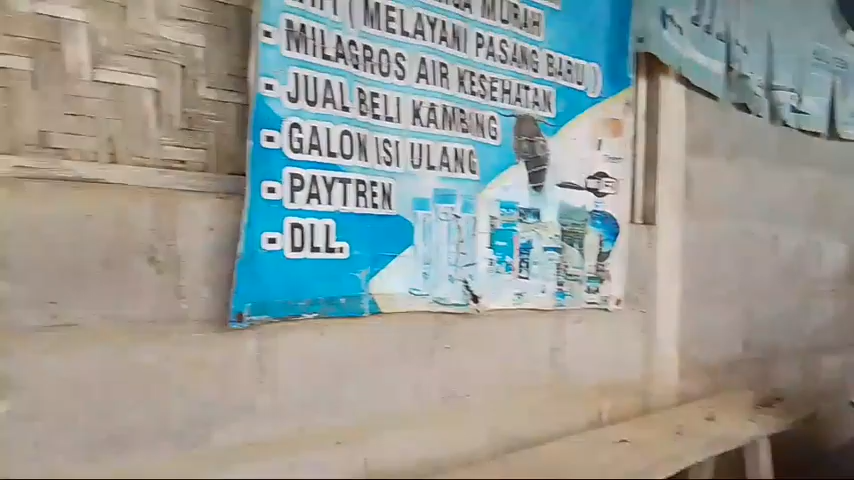 MURAH
(MELAYANI PASANG BARU)
MILAGROS AIR KESEHATAN
JUAL BELI KAMBING
GALON ISI ULANG
PAYTREN
DLL.